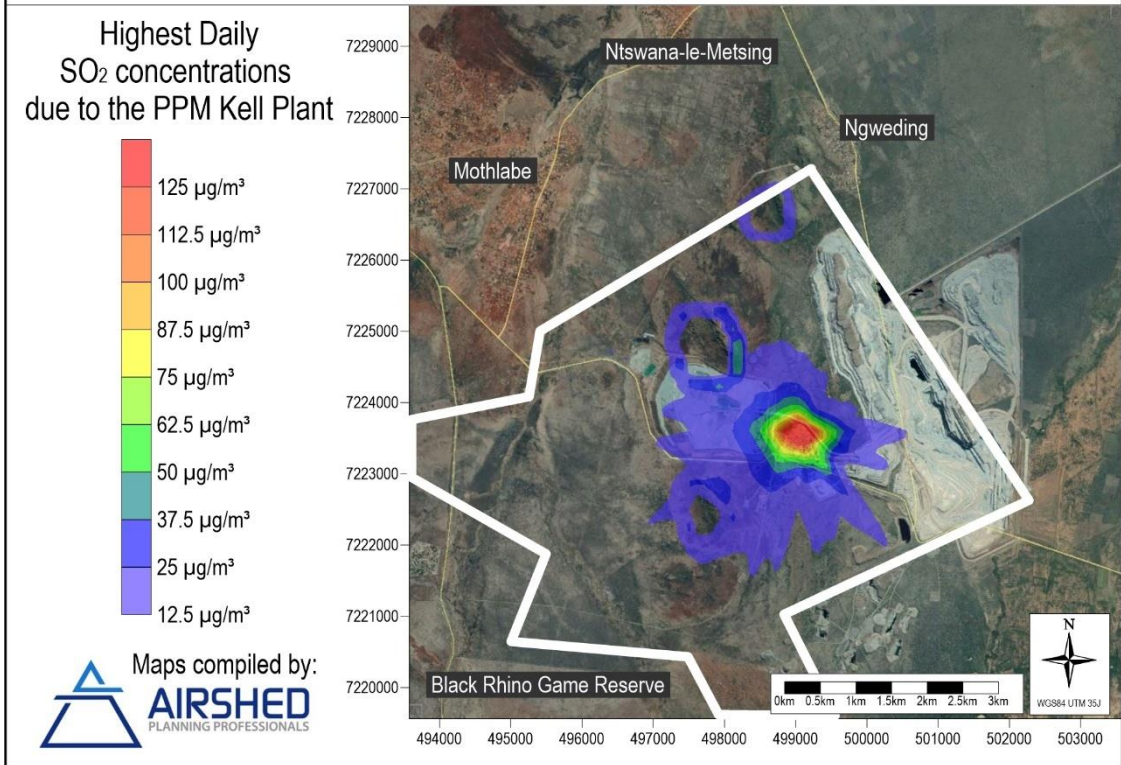 Highest Daily
SO₂ concentrations
due to the PPM Kell Plant
125 µg/m³
112.5 µg/m³
100 µg/m³
87.5 µg/m³
75 µg/m³
62.5 µg/m³
50 µg/m³
37.5 µg/m³
25 µg/m³
12.5 µg/m³
Maps compiled by:
AIRSHED
PLANNING PROFESSIONALS
7229000
7228000
7227000
7226000
7225000
7224000
7223000
7222000
7221000
7220000
Ntswana-le-Metsing
Ngweding
Mothlabe
Black Rhino Game Reserve
N
WGS84 UTM 35J
0km 0.5km 1km 1.5km 2km 2.5km 3km
494000 495000 496000 497000 498000 499000 500000 501000 502000 503000